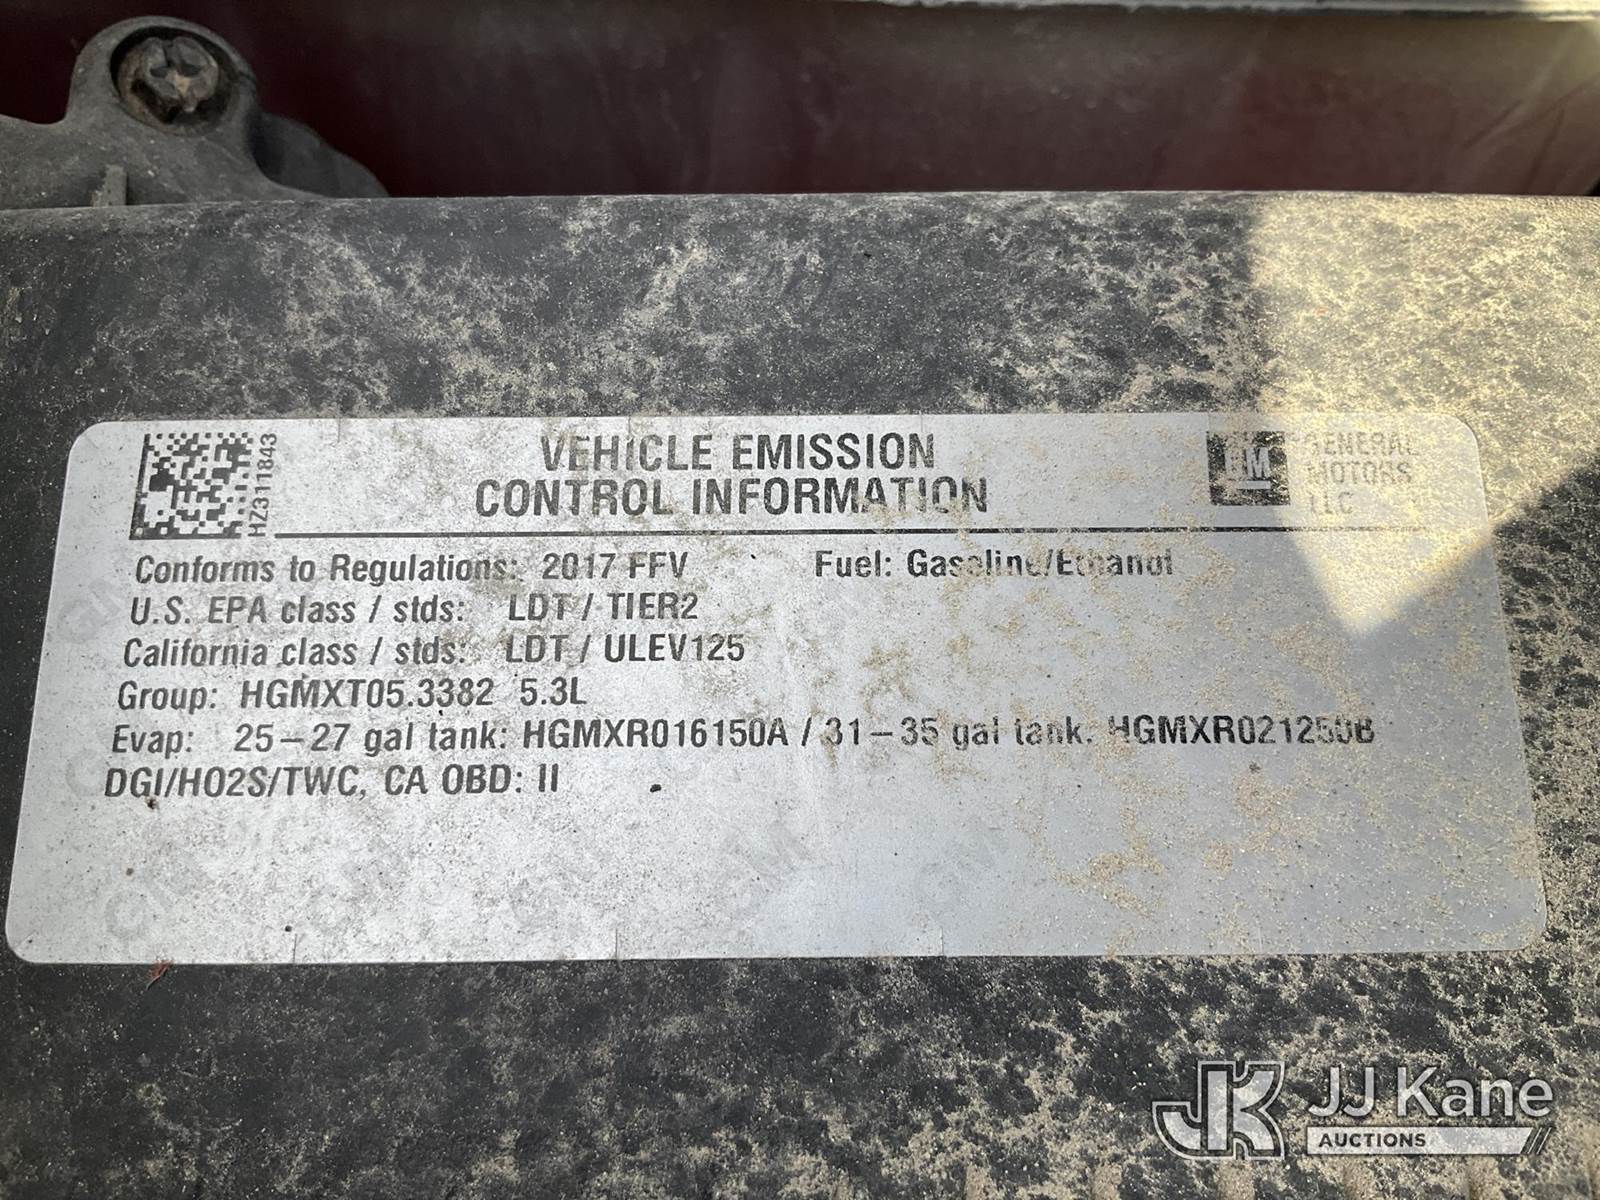 HZ311843
VEHICLE EMISSION
CONTROL INFORMATION
GM
GENERAL
MOTORS
LLC
Conforms to Regulations: 2017 FFV Fuel: Gasoline/Ethanol
U.S. EPA class / stds: LDT / TIER2
California class / stds: LDT / ULEV125
Group: HGMXT05.3382 5.3L
Evap: 25-27 gal tank: HGMXR016150A / 31-35 gal tank: HGMXR021250B
DGI/HO2S/TWC, CA OBD: II
JK JJ Kane
AUCTIONS